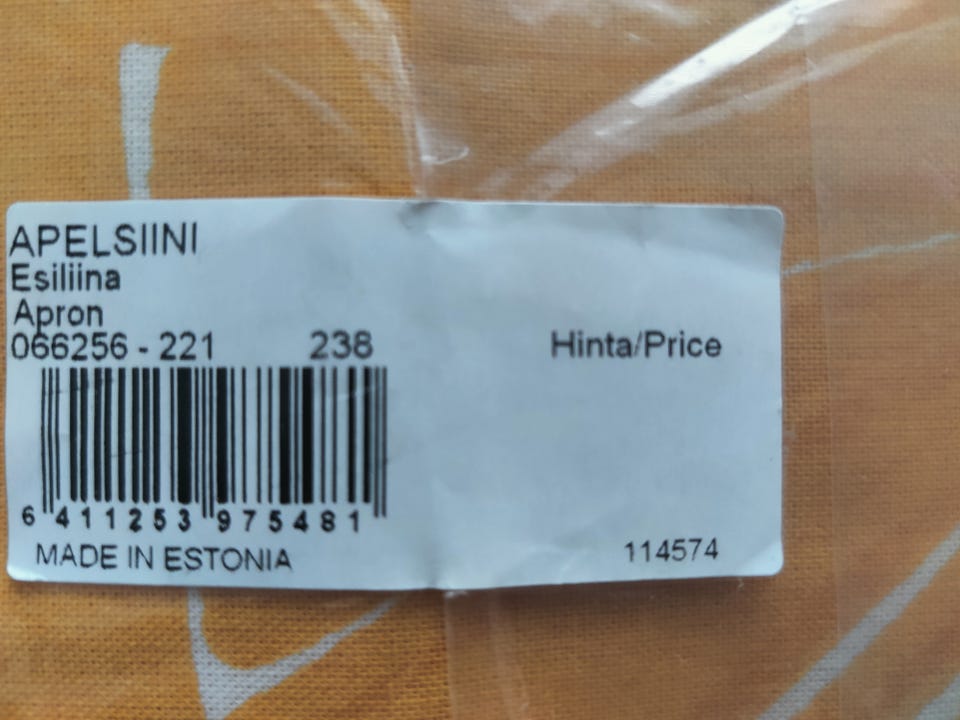 APELSIINI
Esiliina
Apron
066256 - 221 238 Hinta/Price
6 411253 975481
MADE IN ESTONIA 114574